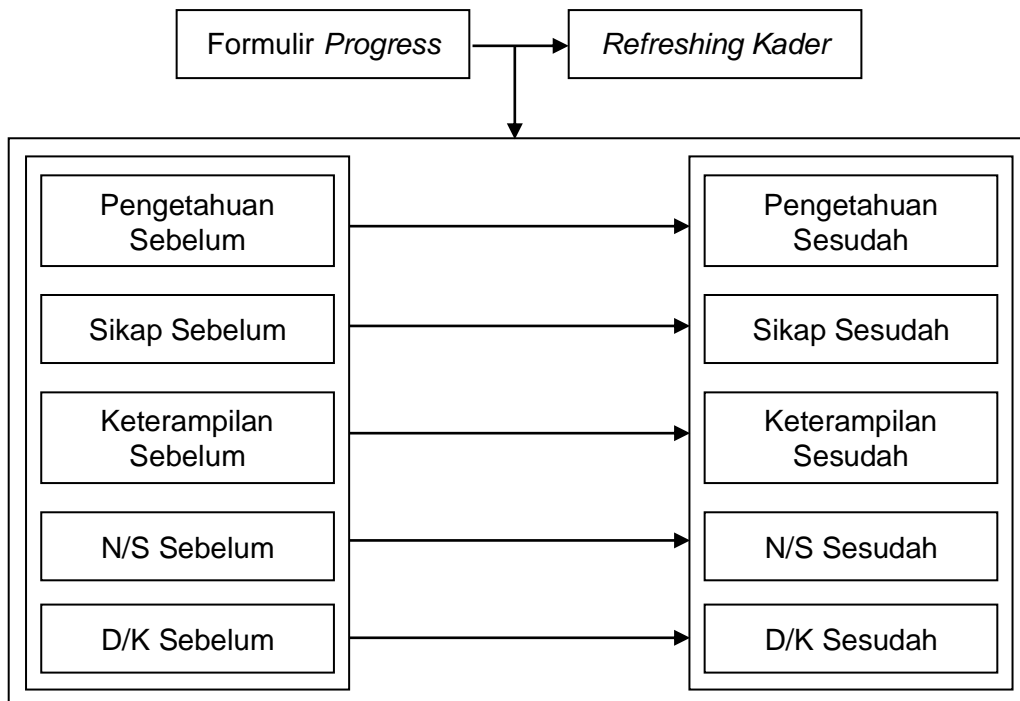 Formulir Progress
Refreshing Kader
Pengetahuan
Sebelum
Pengetahuan
Sesudah
Sikap Sebelum
Sikap Sesudah
Keterampilan
Sebelum
Keterampilan
Sesudah
N/S Sebelum
N/S Sesudah
D/K Sebelum
D/K Sesudah